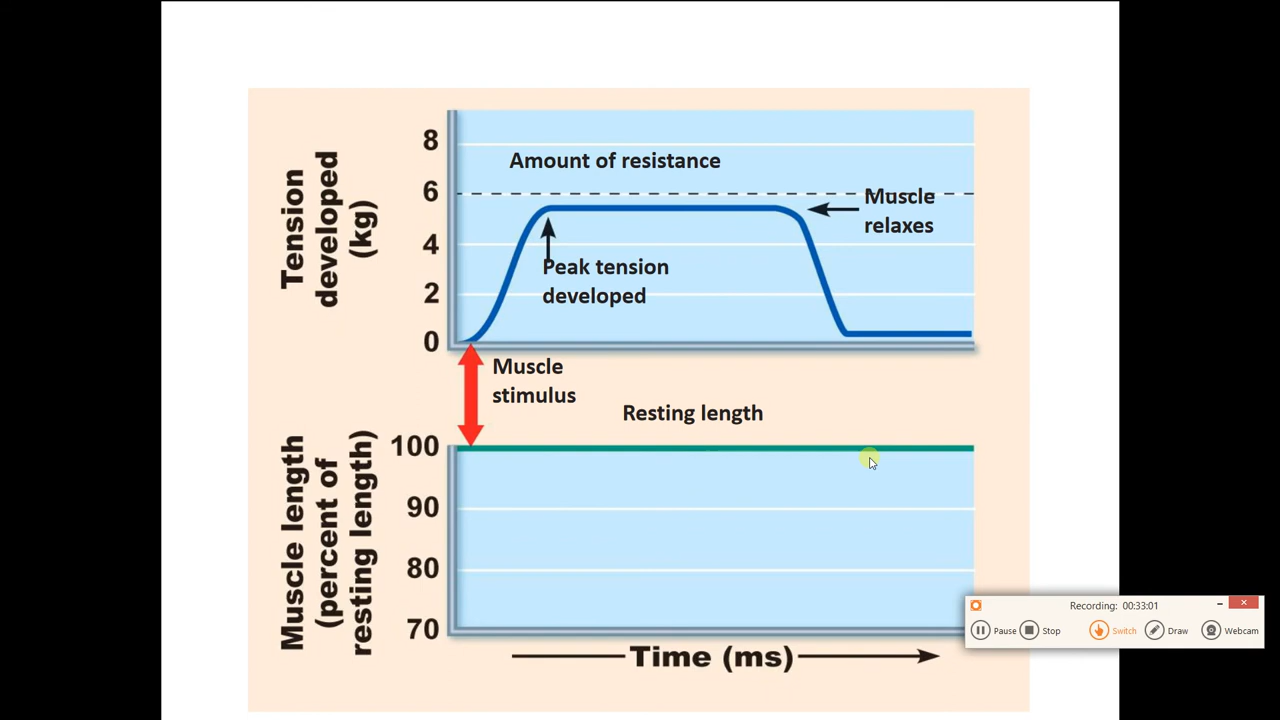 Tension
developed
(kg)
8
6
4
2
0
Amount of resistance
Muscle
relaxes
Peak tension
developed
Muscle
stimulus
Resting length
Muscle length
(percent of
resting length)
100
90
80
70
Time (ms)
Recording: 00:33:01
Pause Stop Switch Draw Webcam